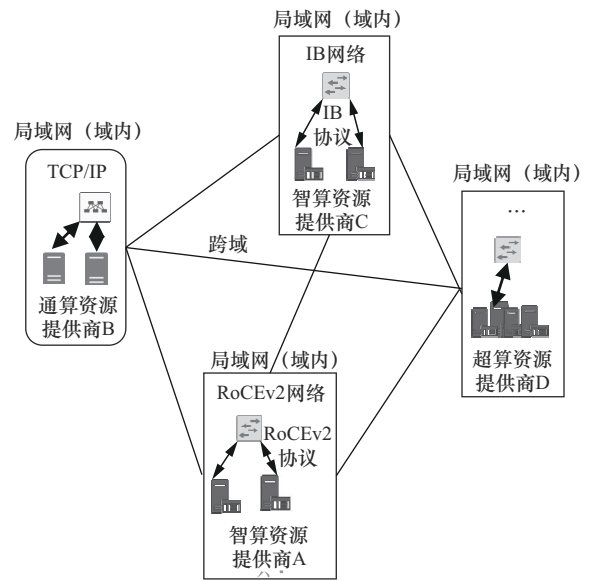 局域网（域内）
IB网络
IB
协议
智算资源
提供商C
局域网（域内）
TCP/IP
通算资源
提供商B
跨域
局域网（域内）
...
超算资源
提供商D
局域网（域内）
RoCEv2网络
RoCEv2
协议
智算资源
提供商A